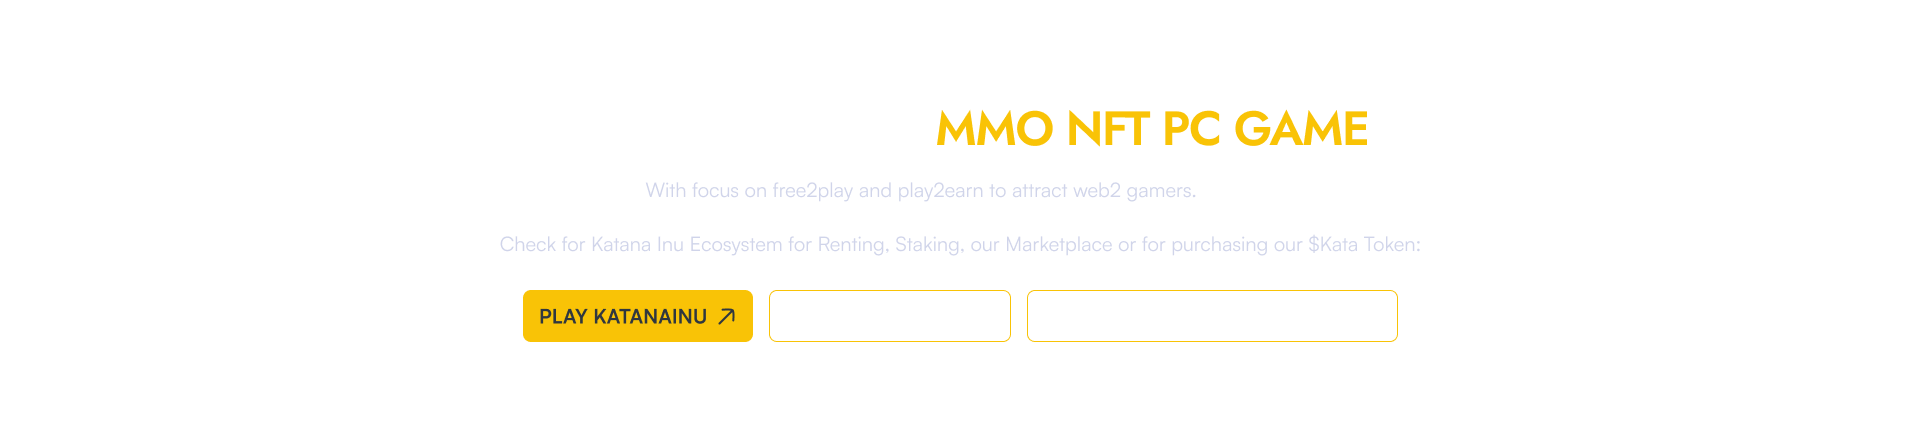 MMO NFT PC GAME
With focus on free2play and play2earn to attract web2 gamers.
Check for Katana Inu Ecosystem for Renting, Staking, our Marketplace or for purchasing our $Kata Token:
PLAY KATANAINU